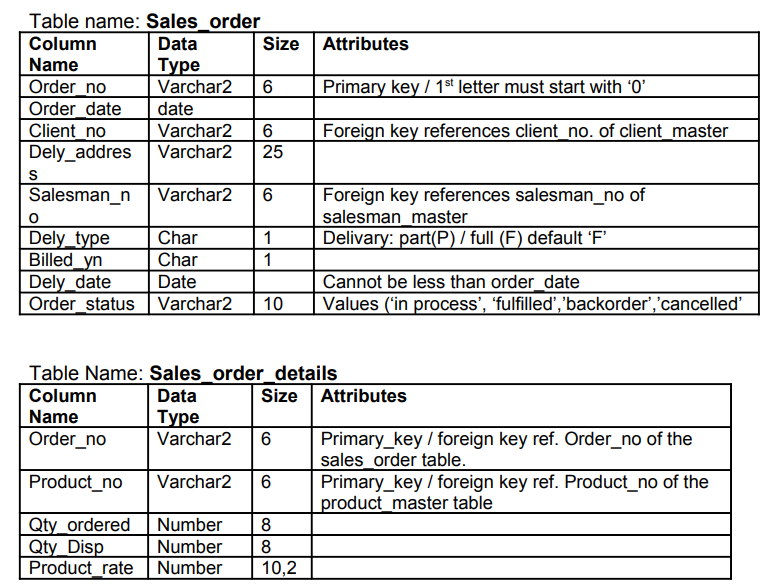 Table name: Sales_order
Column Name Data Type Size Attributes
Order_no Varchar2 6 Primary key / 1st letter must start with ‘0’
Order_date date
Client_no Varchar2 6 Foreign key references client_no. of client_master
Dely_addres
s Varchar2 25
Salesman_n
o Varchar2 6 Foreign key references salesman_no of
salesman_master
Dely_type Char 1 Delivary: part(P) / full (F) default ‘F’
Billed_yn Char 1
Dely_date Date Cannot be less than order_date
Order_status Varchar2 10 Values (‘in process’, ‘fulfilled’,’backorder’,’cancelled’
Table Name: Sales_order_details
Column Name Data Type Size Attributes
Order_no Varchar2 6 Primary_key / foreign key ref. Order_no of the
sales_order table.
Product_no Varchar2 6 Primary_key / foreign key ref. Product_no of the
product_master table
Qty_ordered Number 8
Qty_Disp Number 8
Product_rate Number 10,2